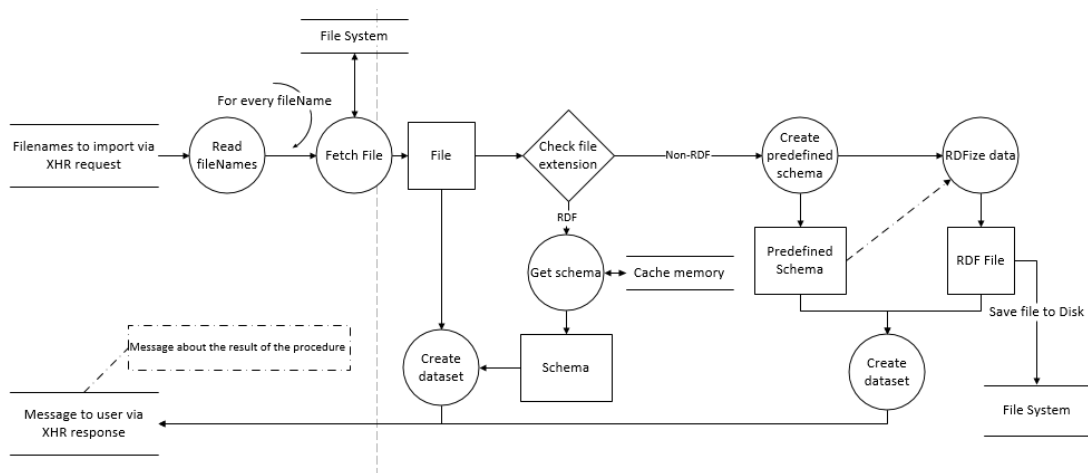 File System
For every fileName
Filenames to import via
XHR request
Read
fileNames
Fetch File
File
Check file
extension
Non-RDF
Create
predefined
schema
RDFize data
RDF
Get schema
Cache memory
Predefined
Schema
RDF File
Save file to Disk
Message about the result of the procedure
Create
dataset
Schema
Create
dataset
Message to user via
XHR response
File System